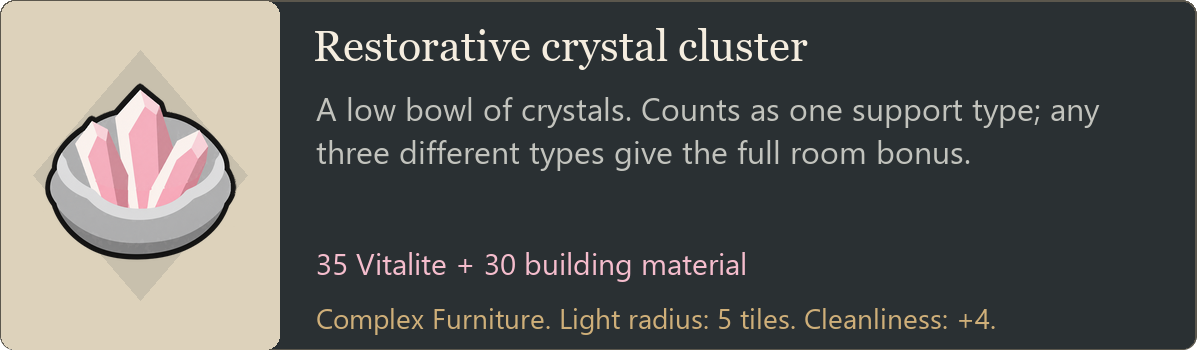 Restorative crystal cluster
A low bowl of crystals. Counts as one support type; any
three different types give the full room bonus.
35 Vitalite + 30 building material
Complex Furniture. Light radius: 5 tiles. Cleanliness: +4.